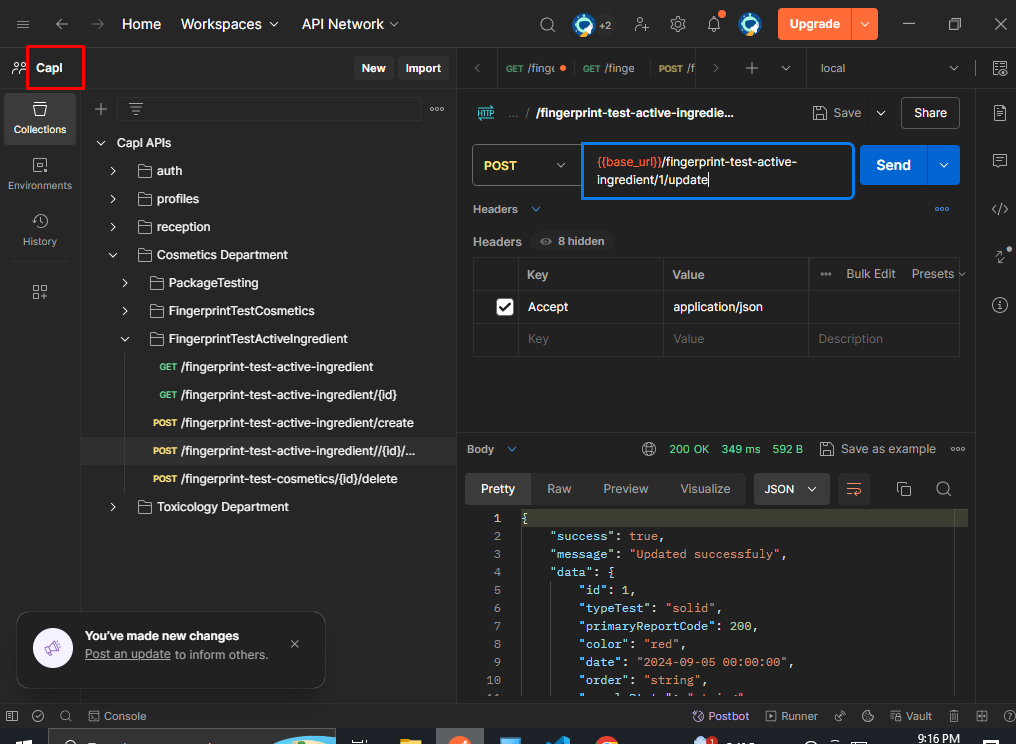 Home Workspaces API Network +2 Upgrade
Capl New Import GET /finge GET /finge POST /f local
Collections
Environments
History
Capl APIs
auth
profiles
reception
Cosmetics Department
PackageTesting
FingerprintTestCosmetics
FingerprintTestActiveIngredient
GET /fingerprint-test-active-ingredient
GET /fingerprint-test-active-ingredient/{id}
POST /fingerprint-test-active-ingredient/create
POST /fingerprint-test-active-ingredient//{id}/...
POST /fingerprint-test-cosmetics/{id}/delete
Toxicology Department
HTTP ... / /fingerprint-test-active-ingredie... Save Share
POST {{base_url}}/fingerprint-test-active-
ingredient/1/update Send
Headers
Headers 8 hidden
Key Value Bulk Edit Presets
Accept application/json
Key Value Description
Body 200 OK 349 ms 592 B Save as example
Pretty Raw Preview Visualize JSON
1 {
2 "success": true,
3 "message": "Updated successfuly",
4 "data": {
5 "id": 1,
6 "typeTest": "solid",
7 "primaryReportCode": 200,
8 "color": "red",
9 "date": "2024-09-05 00:00:00",
10 "order": "string",
You've made new changes
Post an update to inform others.
Console Postbot Runner Vault
9:16 PM